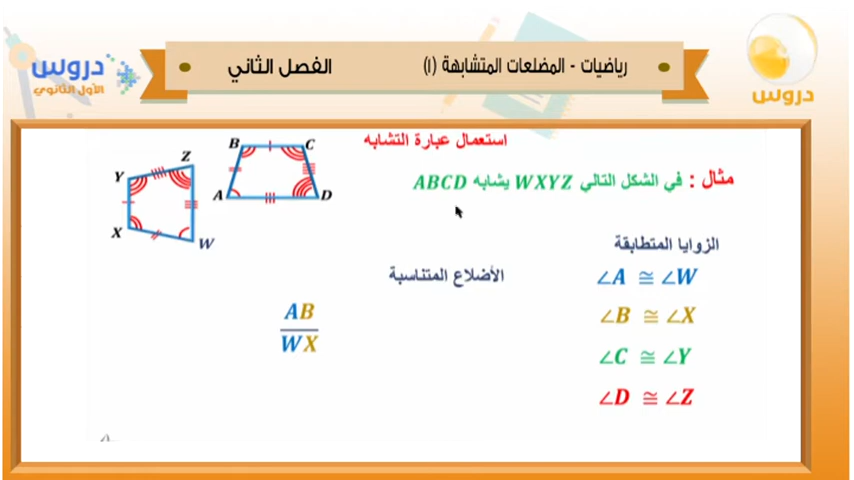 رياضيات - المضلعات المتشابهة (١) الفصل الثاني
دروس
الأول الثانوي
دروس
استعمال عبارة التشابه
مثال : في الشكل التالي WXYZ يشابه ABCD
B C
A D
Z
Y
X
W
الزوايا المتطابقة
∠A ≅ ∠W
∠B ≅ ∠X
∠C ≅ ∠Y
∠D ≅ ∠Z
الأضلاع المتناسبة
AB
WX